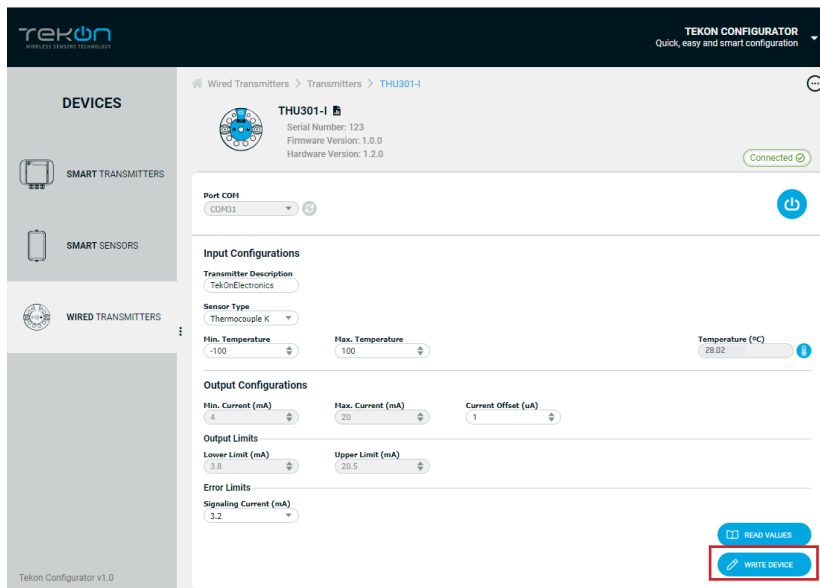 Tekon
WIRELESS SENSORS TECHNOLOGY
TEKON CONFIGURATOR
Quick, easy and smart configuration
DEVICES
SMART TRANSMITTERS
SMART SENSORS
WIRED TRANSMITTERS
Tekon Configurator v1.0
Wired Transmitters > Transmitters > THU301-I
THU301-I
Serial Number: 123
Firmware Version: 1.0.0
Hardware Version: 1.2.0
Connected
Port COM
COM31
Input Configurations
Transmitter Description
TekOnElectronics
Sensor Type
Thermocouple K
Min. Temperature Max. Temperature Temperature (ºC)
-100 100 28.02
Output Configurations
Min. Current (mA) Max. Current (mA) Current Offset (uA)
4 20 1
Output Limits
Lower Limit (mA) Upper Limit (mA)
3.8 20.5
Error Limits
Signaling Current (mA)
3.2
READ VALUES
WRITE DEVICE